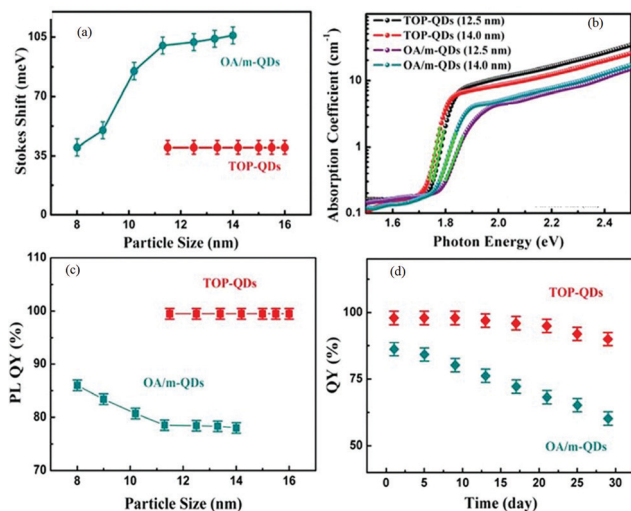 (a)
Stokes Shift (meV)
105
70
35
0
OA/m-QDs
TOP-QDs
8 10 12 14 16
Particle Size (nm)
(b)
Absorption Coefficient (cm⁻¹)
10
1
0.1
TOP-QDs (12.5 nm)
TOP-QDs (14.0 nm)
OA/m-QDs (12.5 nm)
OA/m-QDs (14.0 nm)
1.6 1.8 2.0 2.2 2.4
Photon Energy (eV)
(c)
PL QY (%)
100
90
80
70
TOP-QDs
OA/m-QDs
8 10 12 14 16
Particle Size (nm)
(d)
QY (%)
100
75
50
TOP-QDs
OA/m-QDs
0 5 10 15 20 25 30
Time (day)